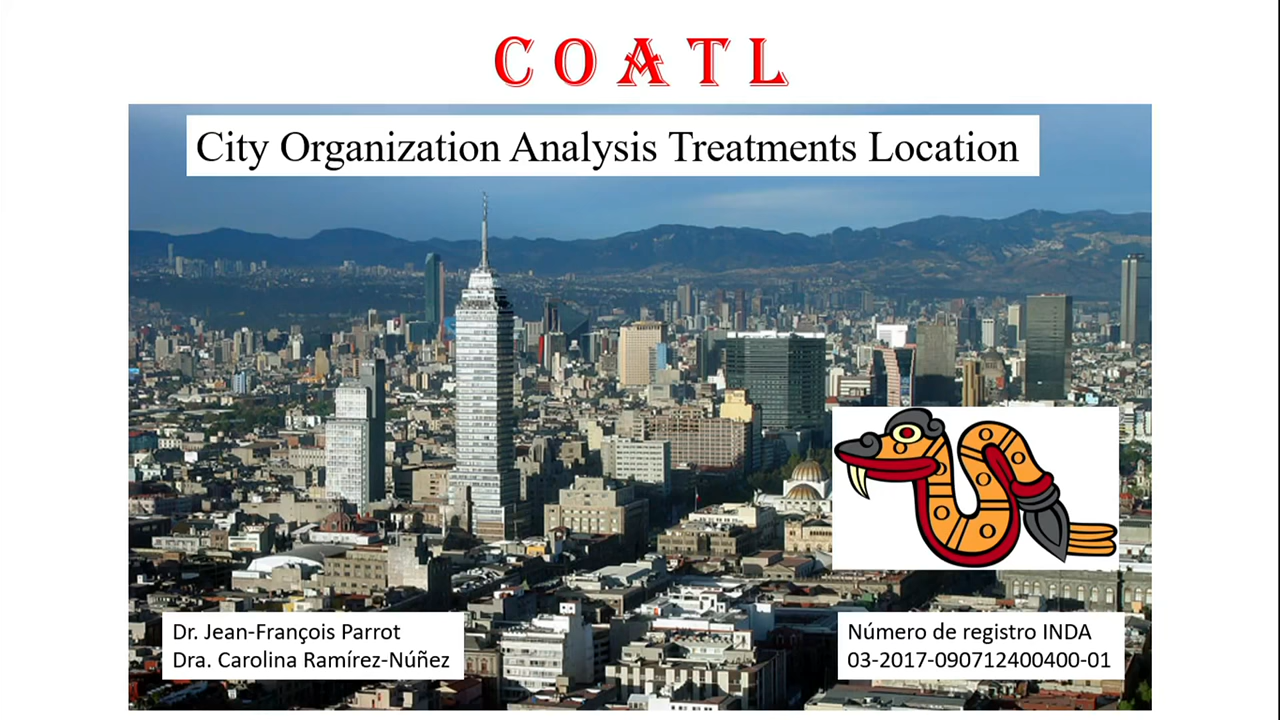 COATL
City Organization Analysis Treatments Location
Dr. Jean-François Parrot
Dra. Carolina Ramírez-Núñez
Número de registro INDA
03-2017-090712400400-01